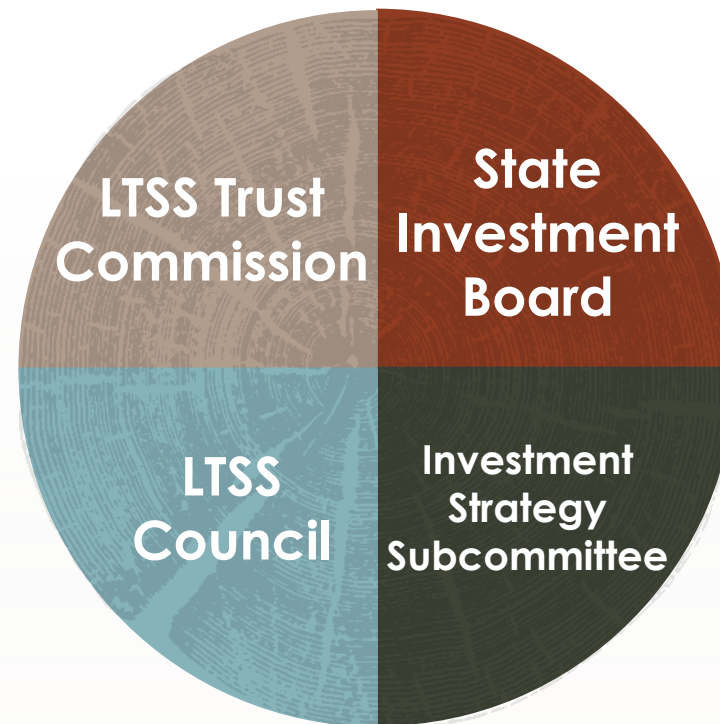 LTSS Trust
Commission
State
Investment
Board
LTSS
Council
Investment
Strategy
Subcommittee